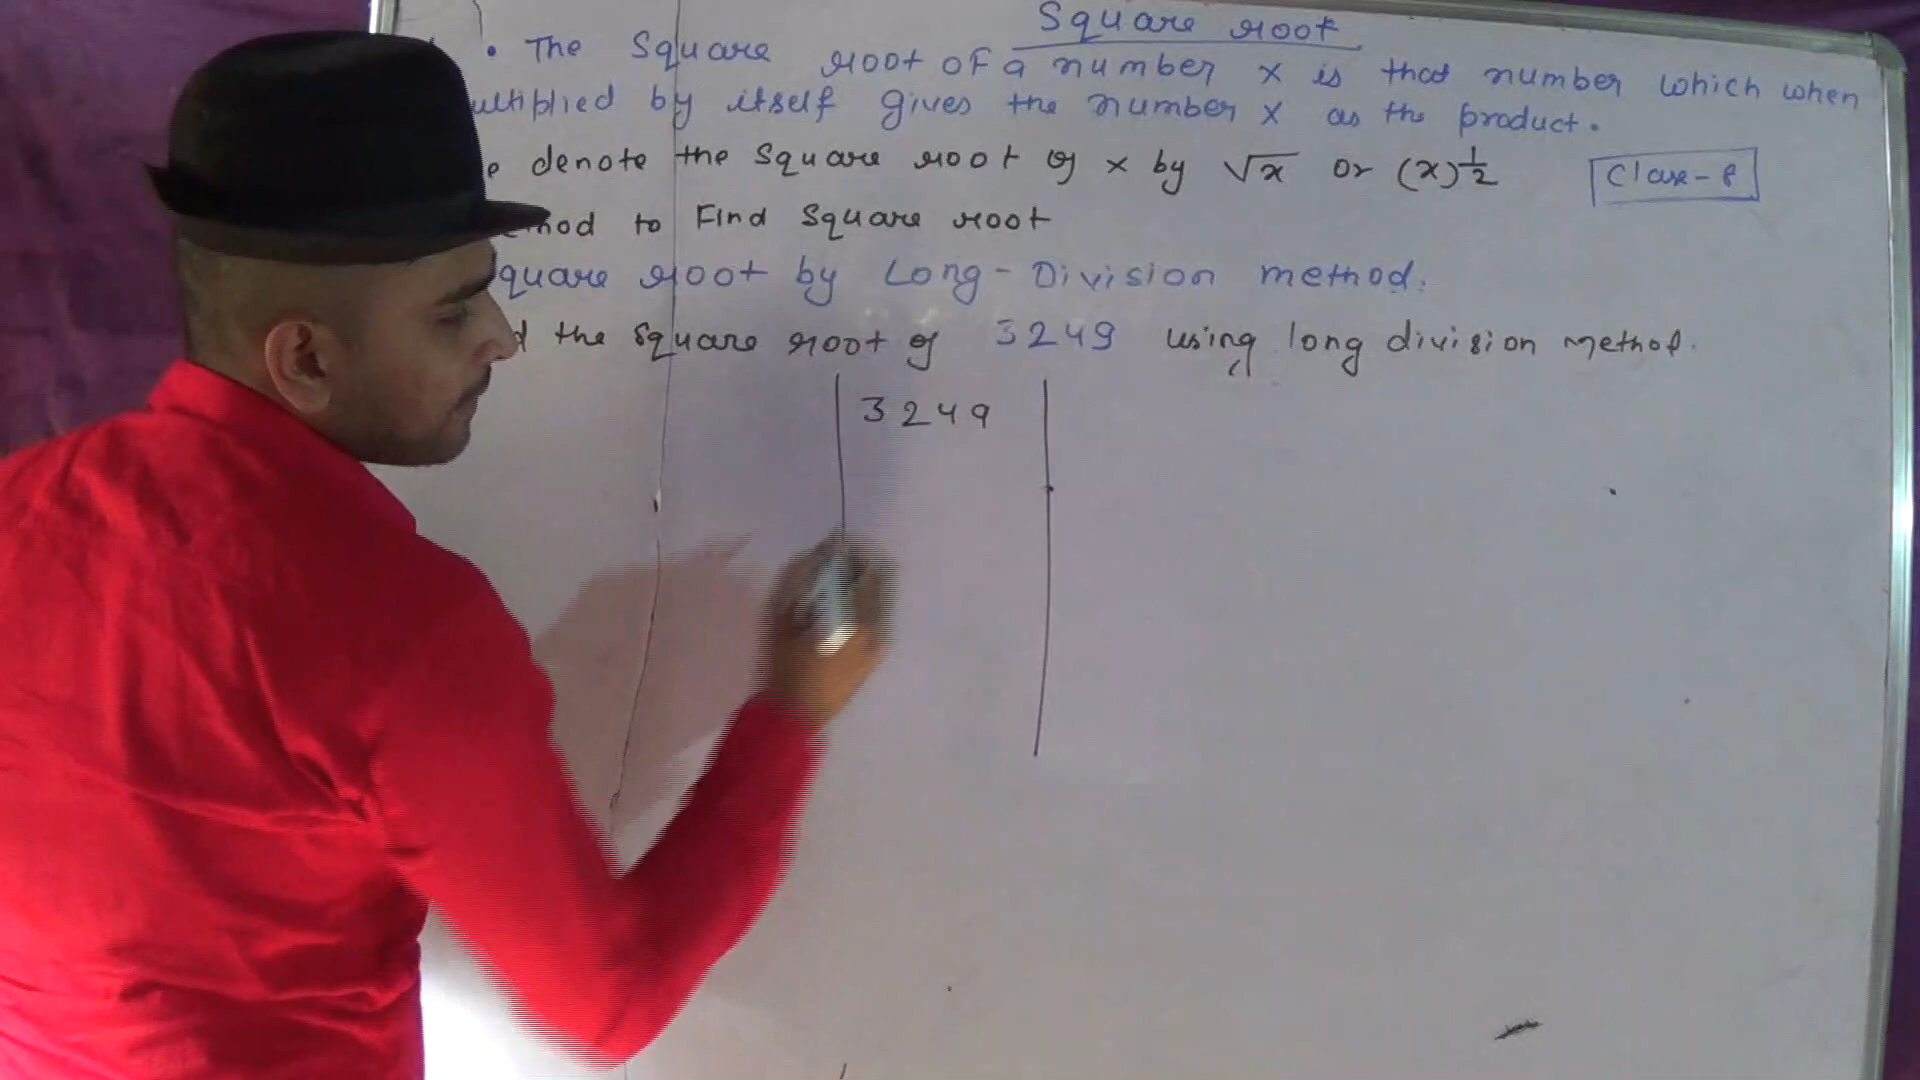 Square root
• The Square root of a number x is that number which when
ultiplied by itself gives the number x as the product.
e denote the square root of x by √x or (x)½
hod to Find square root
quare root by Long-Division method.
d the square root of 3249 using long division method.
3249